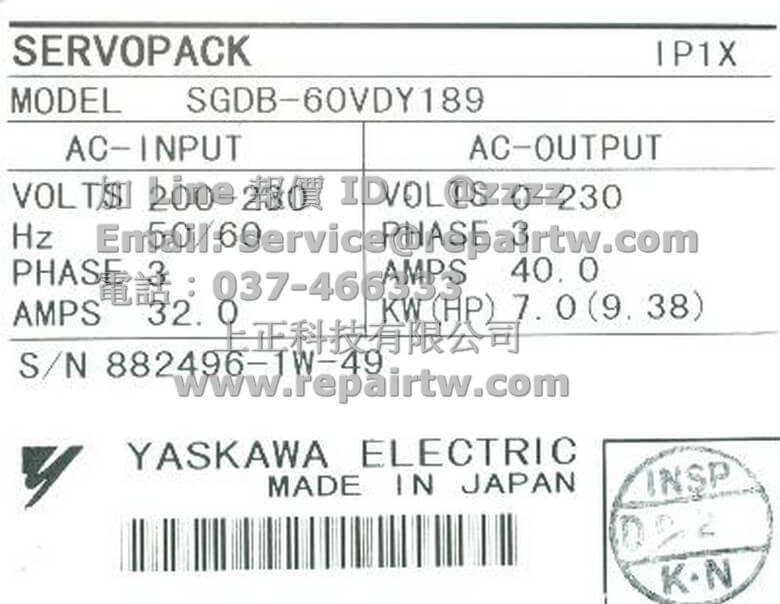 SERVOPACK IP1X
MODEL SGDB-60VDY189
AC-INPUT AC-OUTPUT
VOLTS 200-230 VOLTS 0-230
加 Line 報價 ID： @zzzz
Hz 50/60 PHASE 3
Email: Service@repairtw.com
PHASE 3 AMPS 40.0
電話：037-466333
AMPS 32.0 KW(HP) 7.0(9.38)
上正科技有限公司
S/N 882496-1W-49
www.repairtw.com
YASKAWA ELECTRIC
MADE IN JAPAN
INSP
K·N